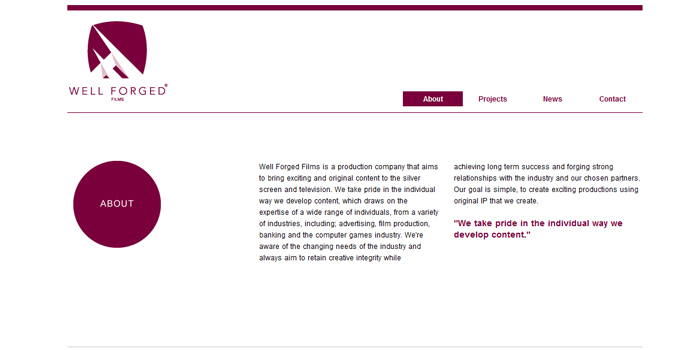 WELL FORGED
FILMS
About
Projects
News
Contact
ABOUT
Well Forged Films is a production company that aims
to bring exciting and original content to the silver
screen and television. We take pride in the individual
way we develop content, which draws on the
expertise of a wide range of individuals, from a variety
of industries, including; advertising, film production,
banking and the computer games industry. We're
aware of the changing needs of the industry and
always aim to retain creative integrity while
achieving long term success and forging strong
relationships with the industry and our chosen partners.
Our goal is simple, to create exciting productions using
original IP that we create.
"We take pride in the individual way we
develop content."